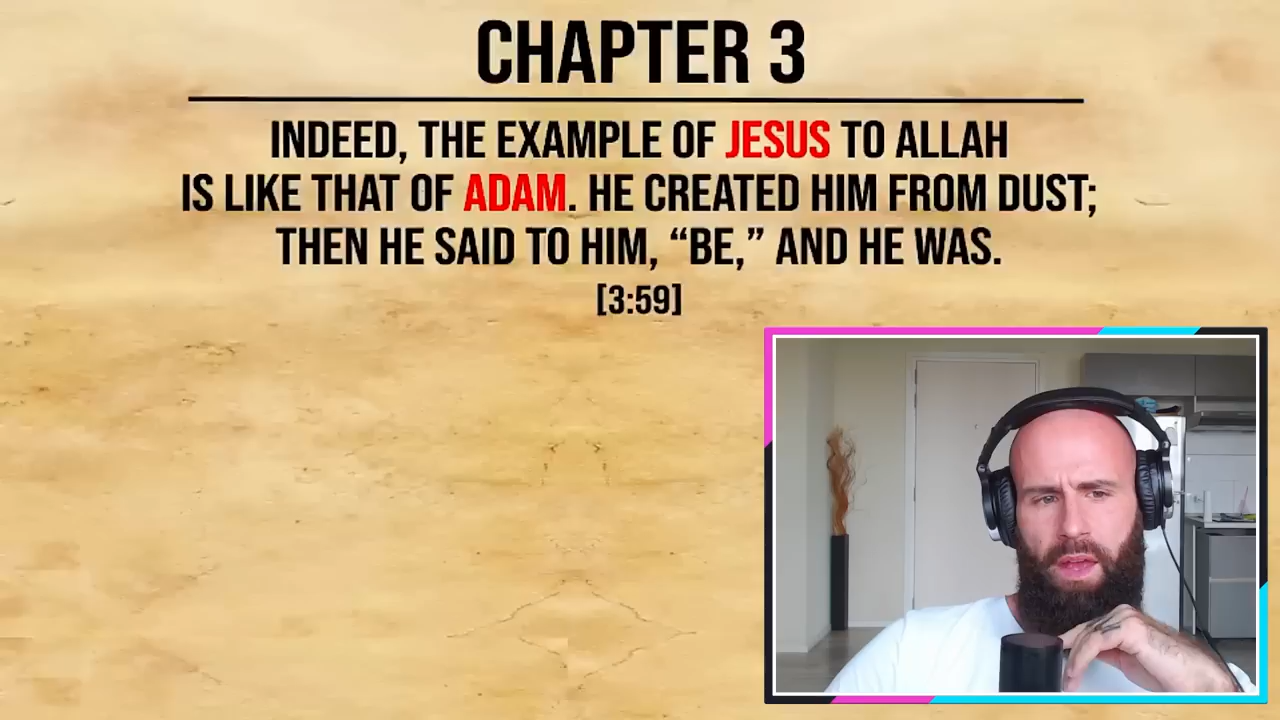 CHAPTER 3
INDEED, THE EXAMPLE OF JESUS TO ALLAH
IS LIKE THAT OF ADAM. HE CREATED HIM FROM DUST;
THEN HE SAID TO HIM, “BE,” AND HE WAS.
[3:59]